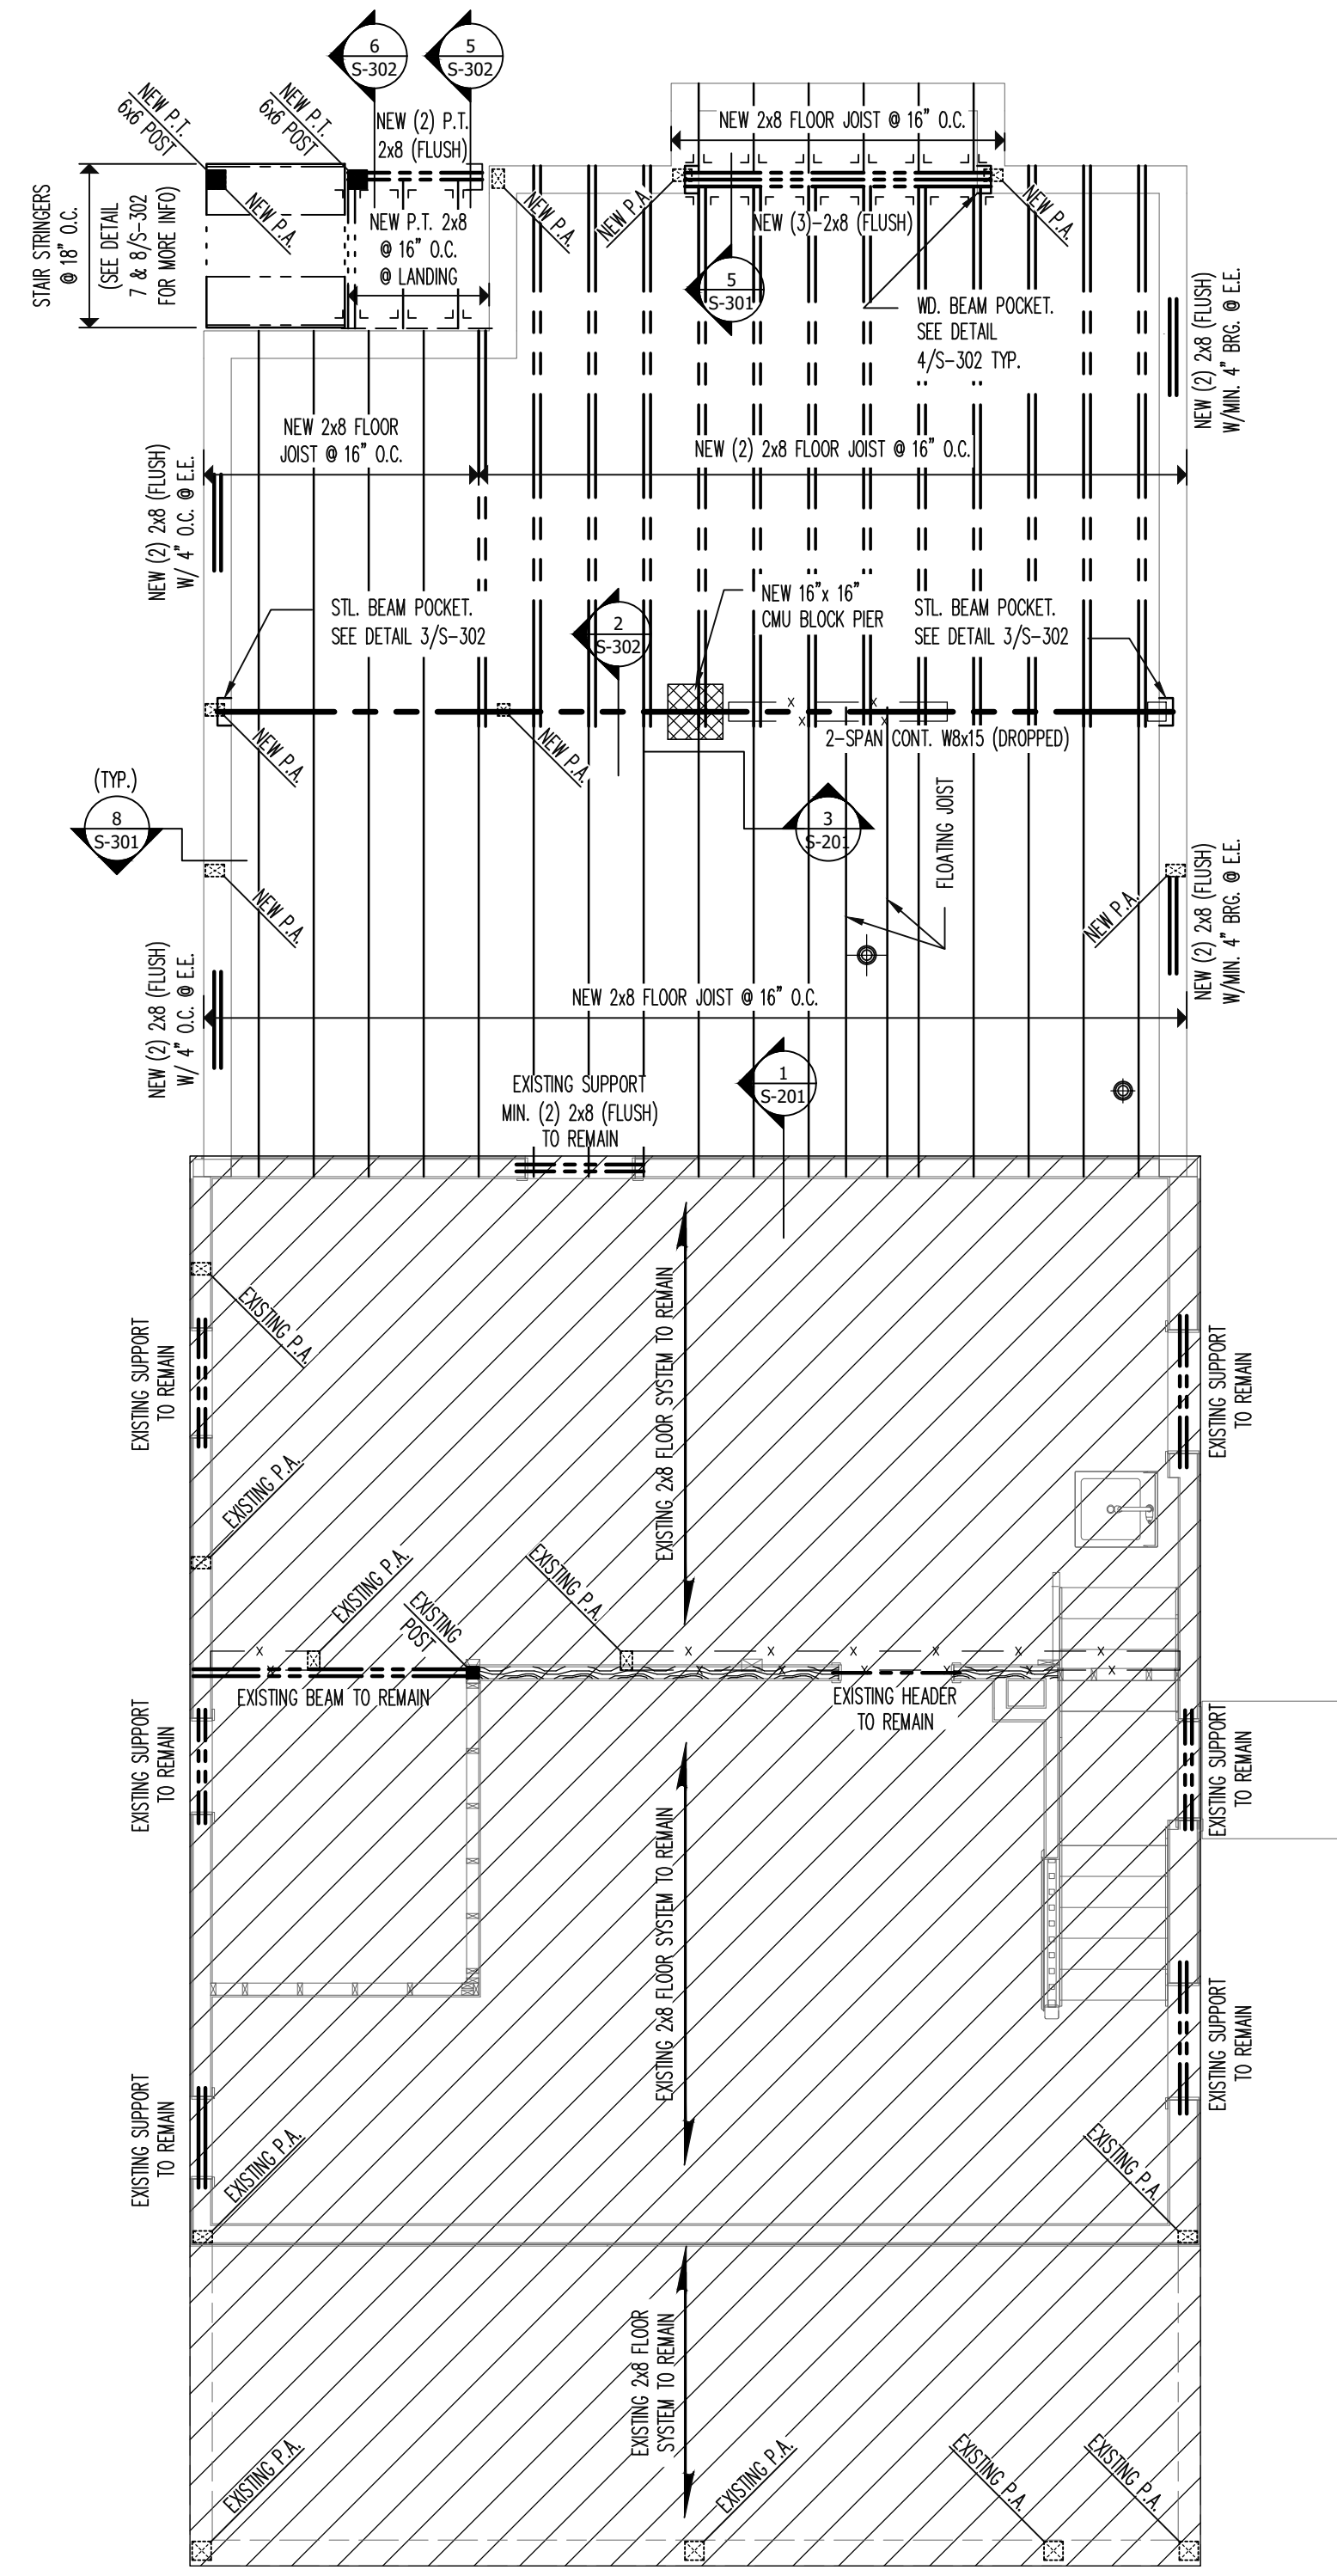 6
S-302
5
S-302
NEW P.T.
6x6 POST
NEW P.T.
6x6 POST
NEW (2) P.T.
2x8 (FLUSH)
NEW 2x8 FLOOR JOIST @ 16" O.C.
STAIR STRINGERS
@ 18" O.C.
(SEE DETAIL
7 & 8/S-302
FOR MORE INFO)
NEW P.A.
NEW P.T. 2x8
@ 16" O.C.
@ LANDING
NEW P.A.
NEW P.A.
NEW (3)-2x8 (FLUSH)
NEW P.A.
5
S-301
WD. BEAM POCKET.
SEE DETAIL
4/S-302 TYP.
NEW (2) 2x8 (FLUSH)
W/MIN. 4" BRG. @ E.E.
NEW 2x8 FLOOR
JOIST @ 16" O.C.
NEW (2) 2x8 FLOOR JOIST @ 16" O.C.
NEW (2) 2x8 (FLUSH)
W/ 4" O.C. @ E.E.
STL. BEAM POCKET.
SEE DETAIL 3/S-302
2
S-302
NEW 16"x 16"
CMU BLOCK PIER
STL. BEAM POCKET.
SEE DETAIL 3/S-302
X
X
X
X
NEW P.A.
NEW P.A.
2-SPAN CONT. W8x15 (DROPPED)
(TYP.)
8
S-301
3
S-201
FLOATING JOIST
NEW P.A.
NEW P.A.
NEW (2) 2x8 (FLUSH)
W/MIN. 4" BRG. @ E.E.
NEW (2) 2x8 (FLUSH)
W/ 4" O.C. @ E.E.
NEW 2x8 FLOOR JOIST @ 16" O.C.
EXISTING SUPPORT
MIN. (2) 2x8 (FLUSH)
TO REMAIN
1
S-201
EXISTING P.A.
EXISTING SUPPORT
TO REMAIN
EXISTING 2x8 FLOOR SYSTEM TO REMAIN
EXISTING SUPPORT
TO REMAIN
EXISTING P.A.
EXISTING P.A.
EXISTING
POST
EXISTING P.A.
X
X
X
X
X
X
X
X
X
X
X
X
EXISTING BEAM TO REMAIN
EXISTING HEADER
TO REMAIN
EXISTING SUPPORT
TO REMAIN
EXISTING SUPPORT
TO REMAIN
EXISTING 2x8 FLOOR SYSTEM TO REMAIN
EXISTING SUPPORT
TO REMAIN
EXISTING SUPPORT
TO REMAIN
EXISTING P.A.
EXISTING P.A.
EXISTING 2x8 FLOOR
SYSTEM TO REMAIN
EXISTING P.A.
EXISTING P.A.
EXISTING P.A.
EXISTING P.A.